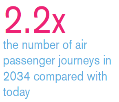 2.2x
the number of air
passenger journeys in
2034 compared with
today